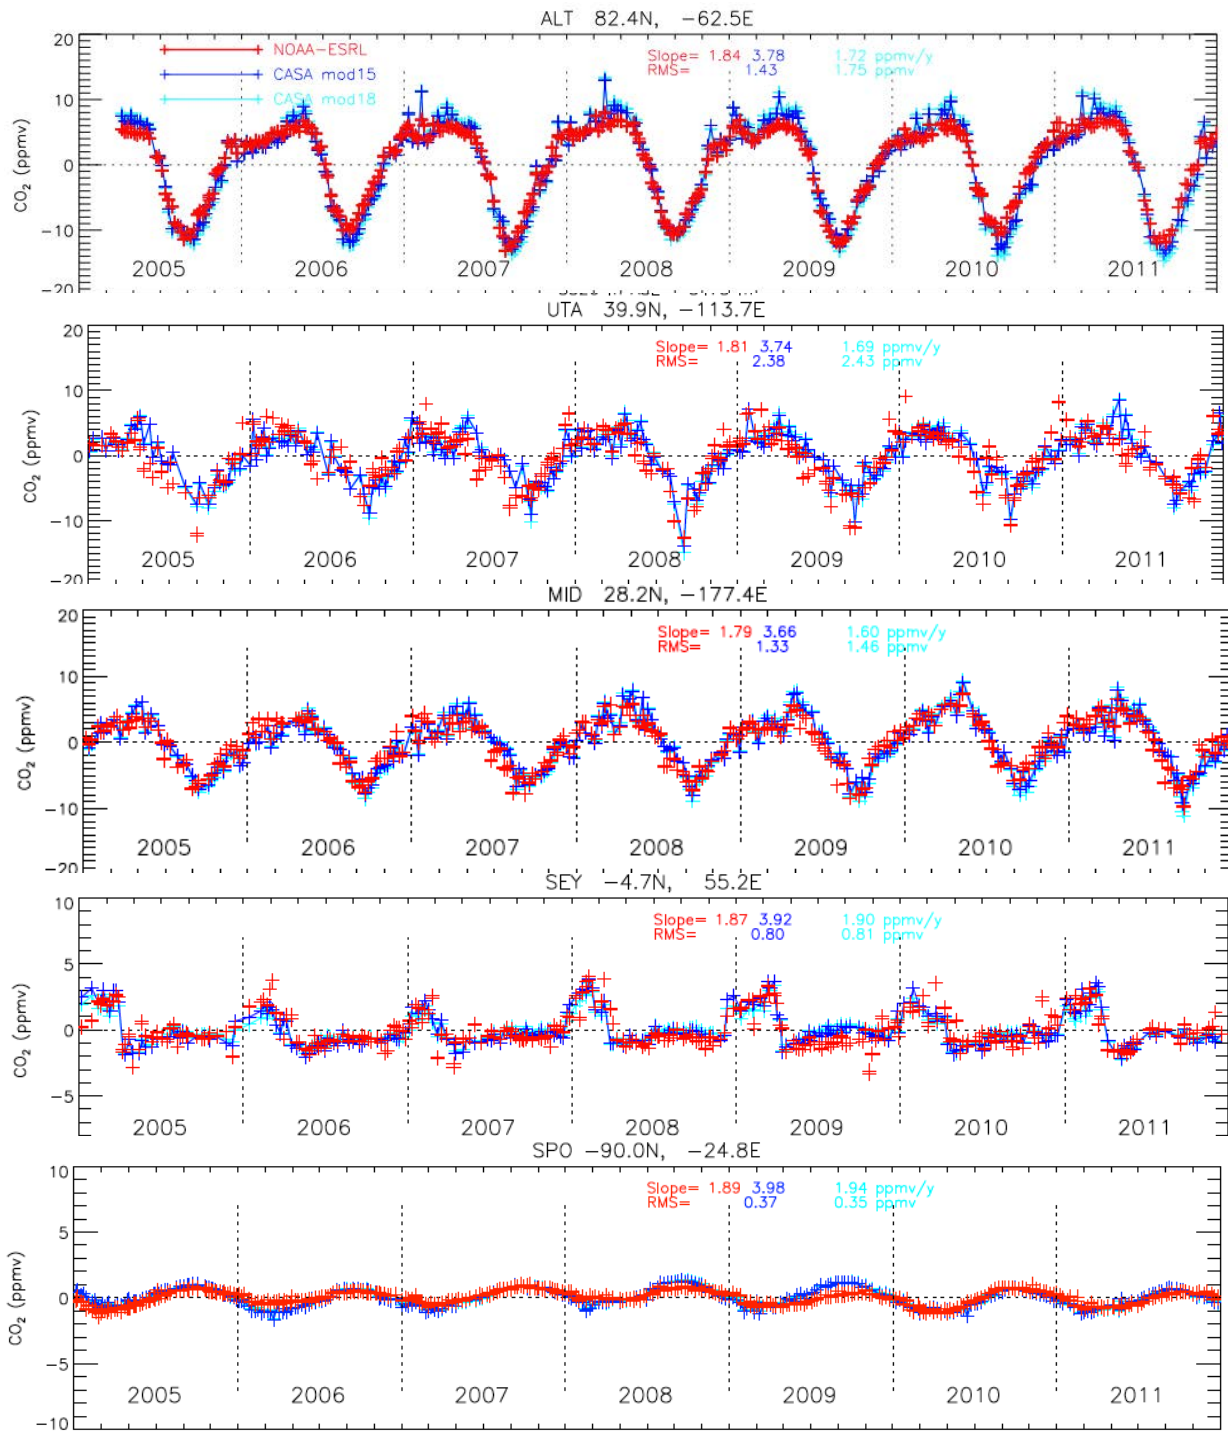 ALT 82.4N, -62.5E
20
NOAA-ESRL
Slope= 1.84 3.78 1.72 ppmv/y
CASA mod15
RMS= 1.43 1.75 ppmv
10
CASA mod18
0
CO₂ (ppmv)
-10
2005 2006 2007 2008 2009 2010 2011
-20
UTA 39.9N, -113.7E
20
Slope= 1.81 3.74 1.69 ppmv/y
RMS= 2.38 2.43 ppmv
10
0
CO₂ (ppmv)
-10
2005 2006 2007 2008 2009 2010 2011
-20
MID 28.2N, -177.4E
20
Slope= 1.79 3.66 1.60 ppmv/y
RMS= 1.33 1.46 ppmv
10
0
CO₂ (ppmv)
-10
2005 2006 2007 2008 2009 2010 2011
-20
SEY -4.7N, 55.2E
10
Slope= 1.87 3.92 1.90 ppmv/y
RMS= 0.80 0.81 ppmv
5
0
CO₂ (ppmv)
-5
2005 2006 2007 2008 2009 2010 2011
SPO -90.0N, -24.8E
10
Slope= 1.89 3.98 1.94 ppmv/y
RMS= 0.37 0.35 ppmv
5
0
CO₂ (ppmv)
-5
2005 2006 2007 2008 2009 2010 2011
-10